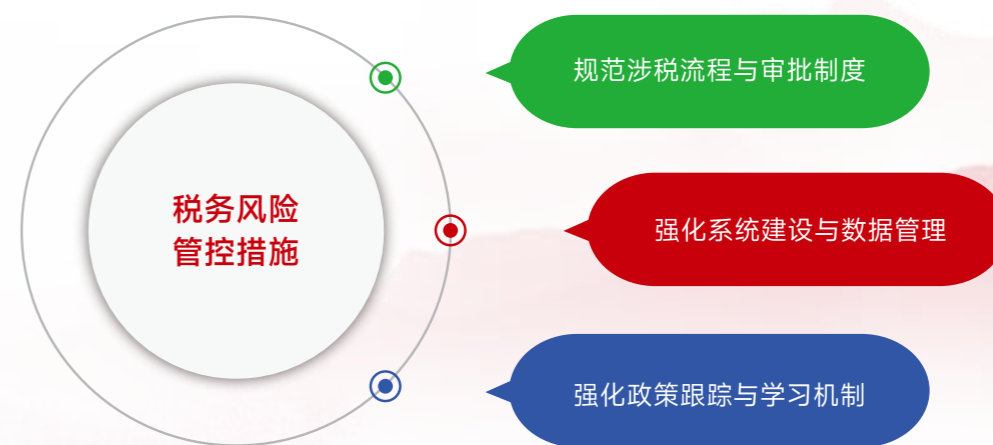 税务风险
管控措施
规范涉税流程与审批制度
强化系统建设与数据管理
强化政策跟踪与学习机制